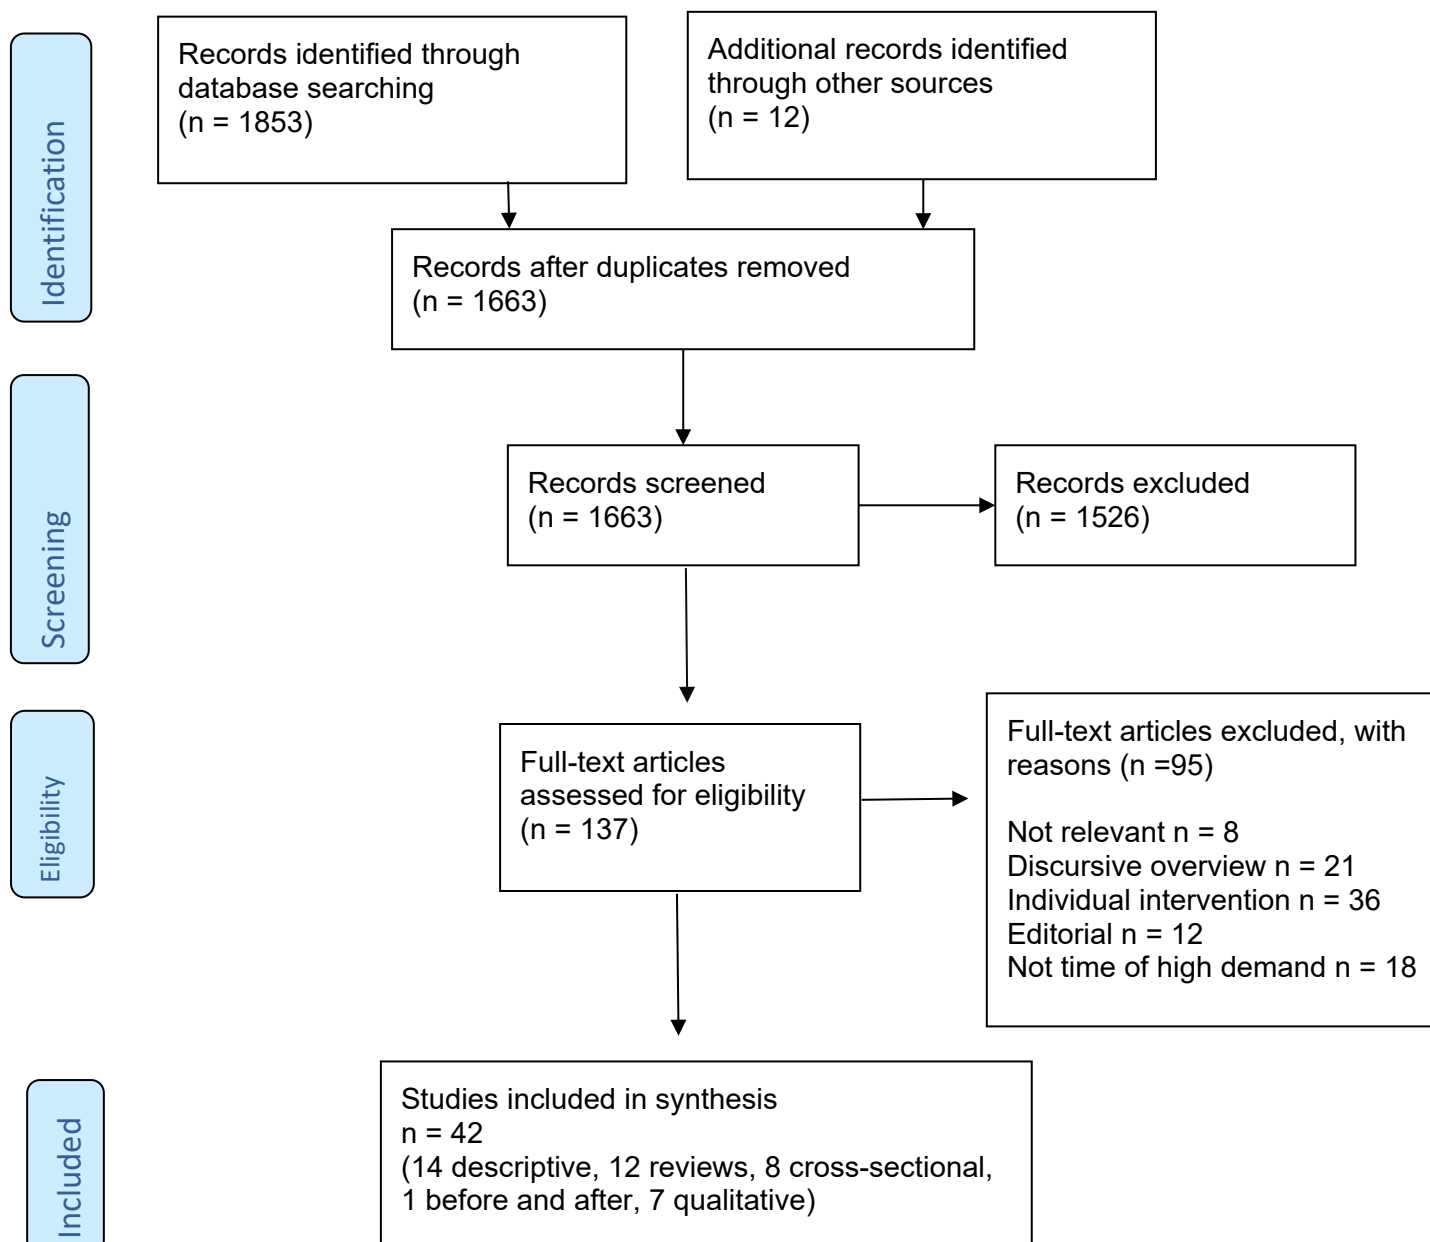 Identification
Records identified through
database searching
(n = 1853)
Additional records identified
through other sources
(n = 12)
Records after duplicates removed
(n = 1663)
Screening
Records screened
(n = 1663)
Records excluded
(n = 1526)
Eligibility
Full-text articles
assessed for eligibility
(n = 137)
Full-text articles excluded, with
reasons (n =95)
Not relevant n = 8
Discursive overview n = 21
Individual intervention n = 36
Editorial n = 12
Not time of high demand n = 18
Included
Studies included in synthesis
n = 42
(14 descriptive, 12 reviews, 8 cross-sectional,
1 before and after, 7 qualitative)